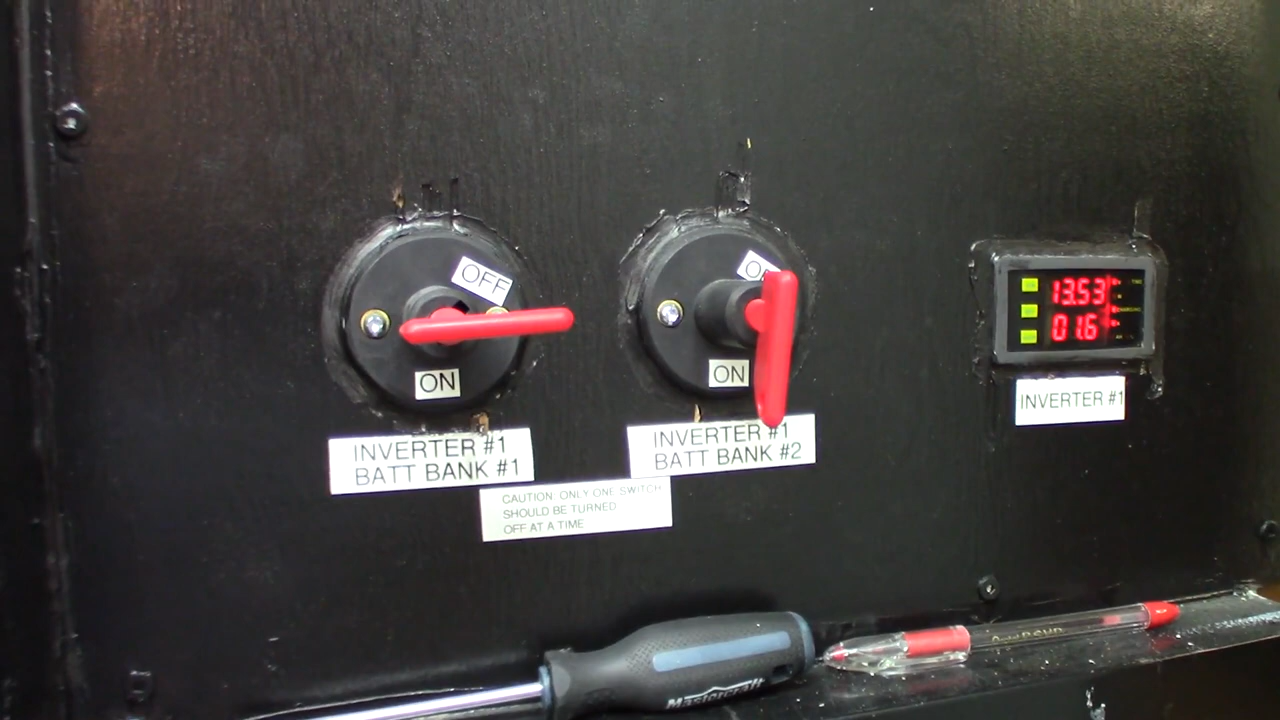 OFF
ON
INVERTER #1
BATT BANK #1
ON
INVERTER #1
BATT BANK #2
CAUTION ONLY ONE SWITCH
SHOULD BE TURNED
OFF AT A TIME
13.53
01.6
INVERTER #1
Mastercraft